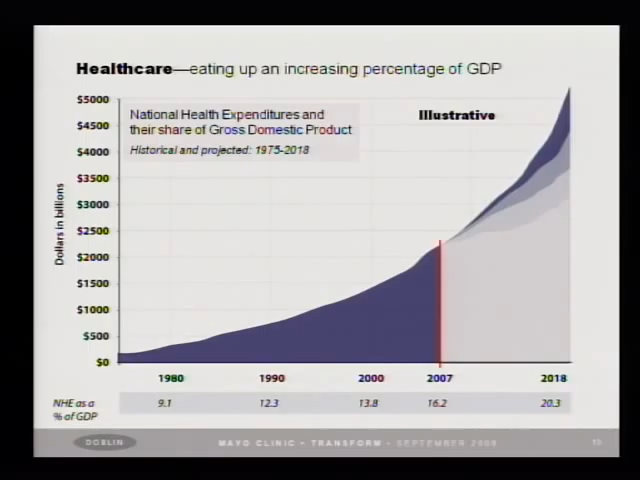 Healthcare—eating up an increasing percentage of GDP
$5000
$4500
$4000
$3500
$3000
$2500
$2000
$1500
$1000
$500
$0
Dollars in billions
National Health Expenditures and
their share of Gross Domestic Product
Historical and projected: 1975-2018
Illustrative
1980 1990 2000 2007 2018
NHE as a
% of GDP
9.1 12.3 13.8 16.2 20.3
DOBLIN
MAYO CLINIC • TRANSFORM • SEPTEMBER